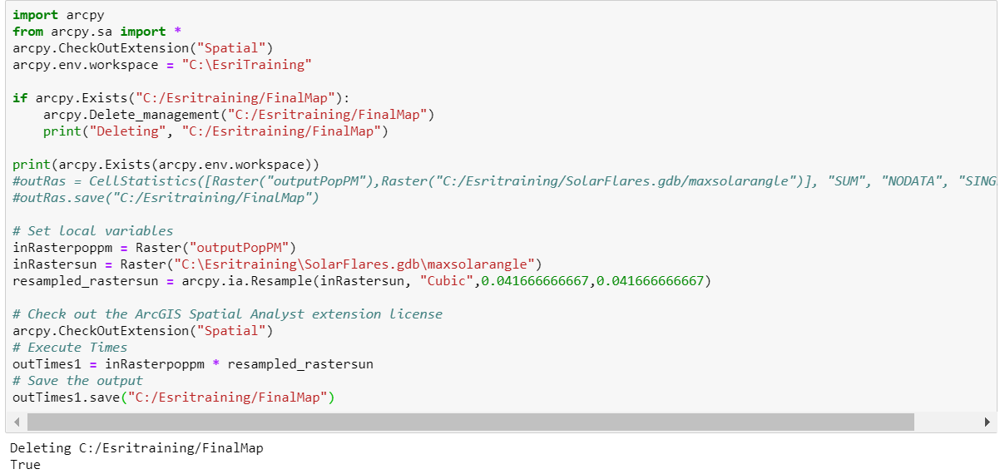 import arcpy
from arcpy.sa import *
arcpy.CheckOutExtension("Spatial")
arcpy.env.workspace = "C:\EsriTraining"
if arcpy.Exists("C:/Esritraining/FinalMap"):
    arcpy.Delete_management("C:/Esritraining/FinalMap")
    print("Deleting", "C:/Esritraining/FinalMap")
print(arcpy.Exists(arcpy.env.workspace))
#outRas = CellStatistics([Raster("outputPopPM"),Raster("C:/Esritraining/SolarFlares.gdb/maxsolarangle")], "SUM", "NODATA", "SING
#outRas.save("C:/Esritraining/FinalMap")
# Set local variables
inRasterpoppm = Raster("outputPopPM")
inRastersun = Raster("C:\Esritraining\SolarFlares.gdb\maxsolarangle")
resampled_rastersun = arcpy.ia.Resample(inRastersun, "Cubic",0.041666666667,0.041666666667)
# Check out the ArcGIS Spatial Analyst extension license
arcpy.CheckOutExtension("Spatial")
# Execute Times
outTimes1 = inRasterpoppm * resampled_rastersun
# Save the output
outTimes1.save("C:/Esritraining/FinalMap")
Deleting C:/Esritraining/FinalMap
True